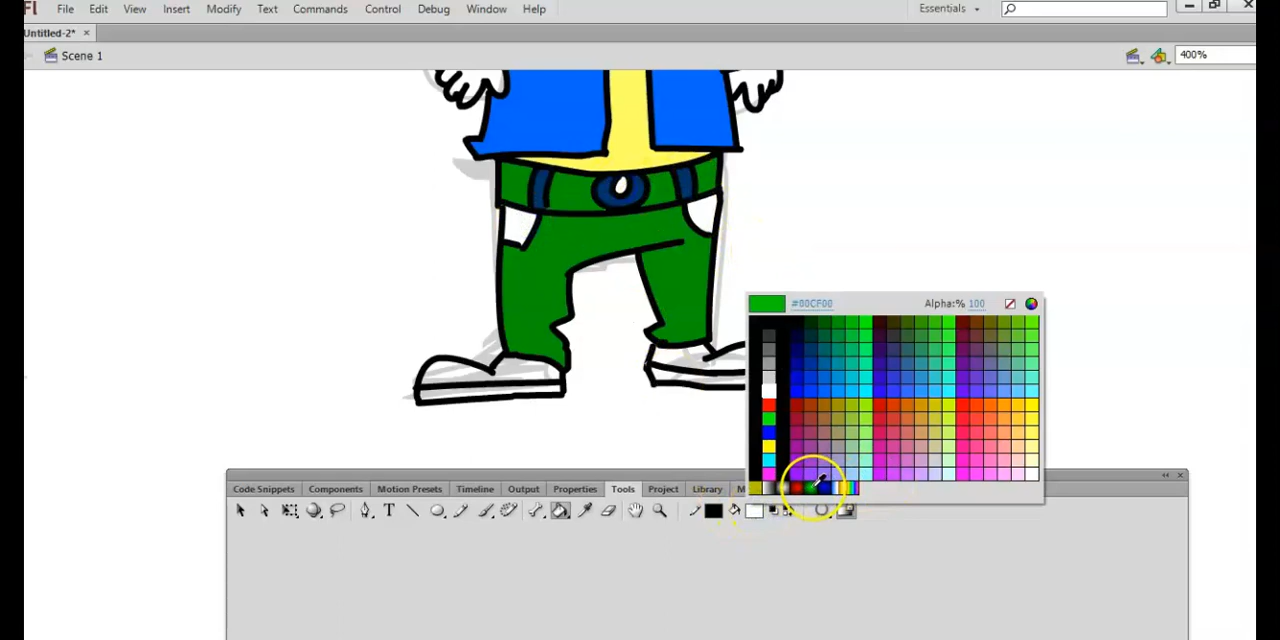 Fl File Edit View Insert Modify Text Commands Control Debug Window Help Essentials
Untitled-2* ×
Scene 1 400%
#00CF00 Alpha:% 100
Code Snippets Components Motion Presets Timeline Output Properties Tools Project Library
T